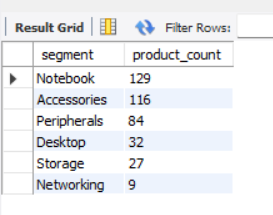 Result Grid Filter Rows:
segment product_count
Notebook 129
Accessories 116
Peripherals 84
Desktop 32
Storage 27
Networking 9